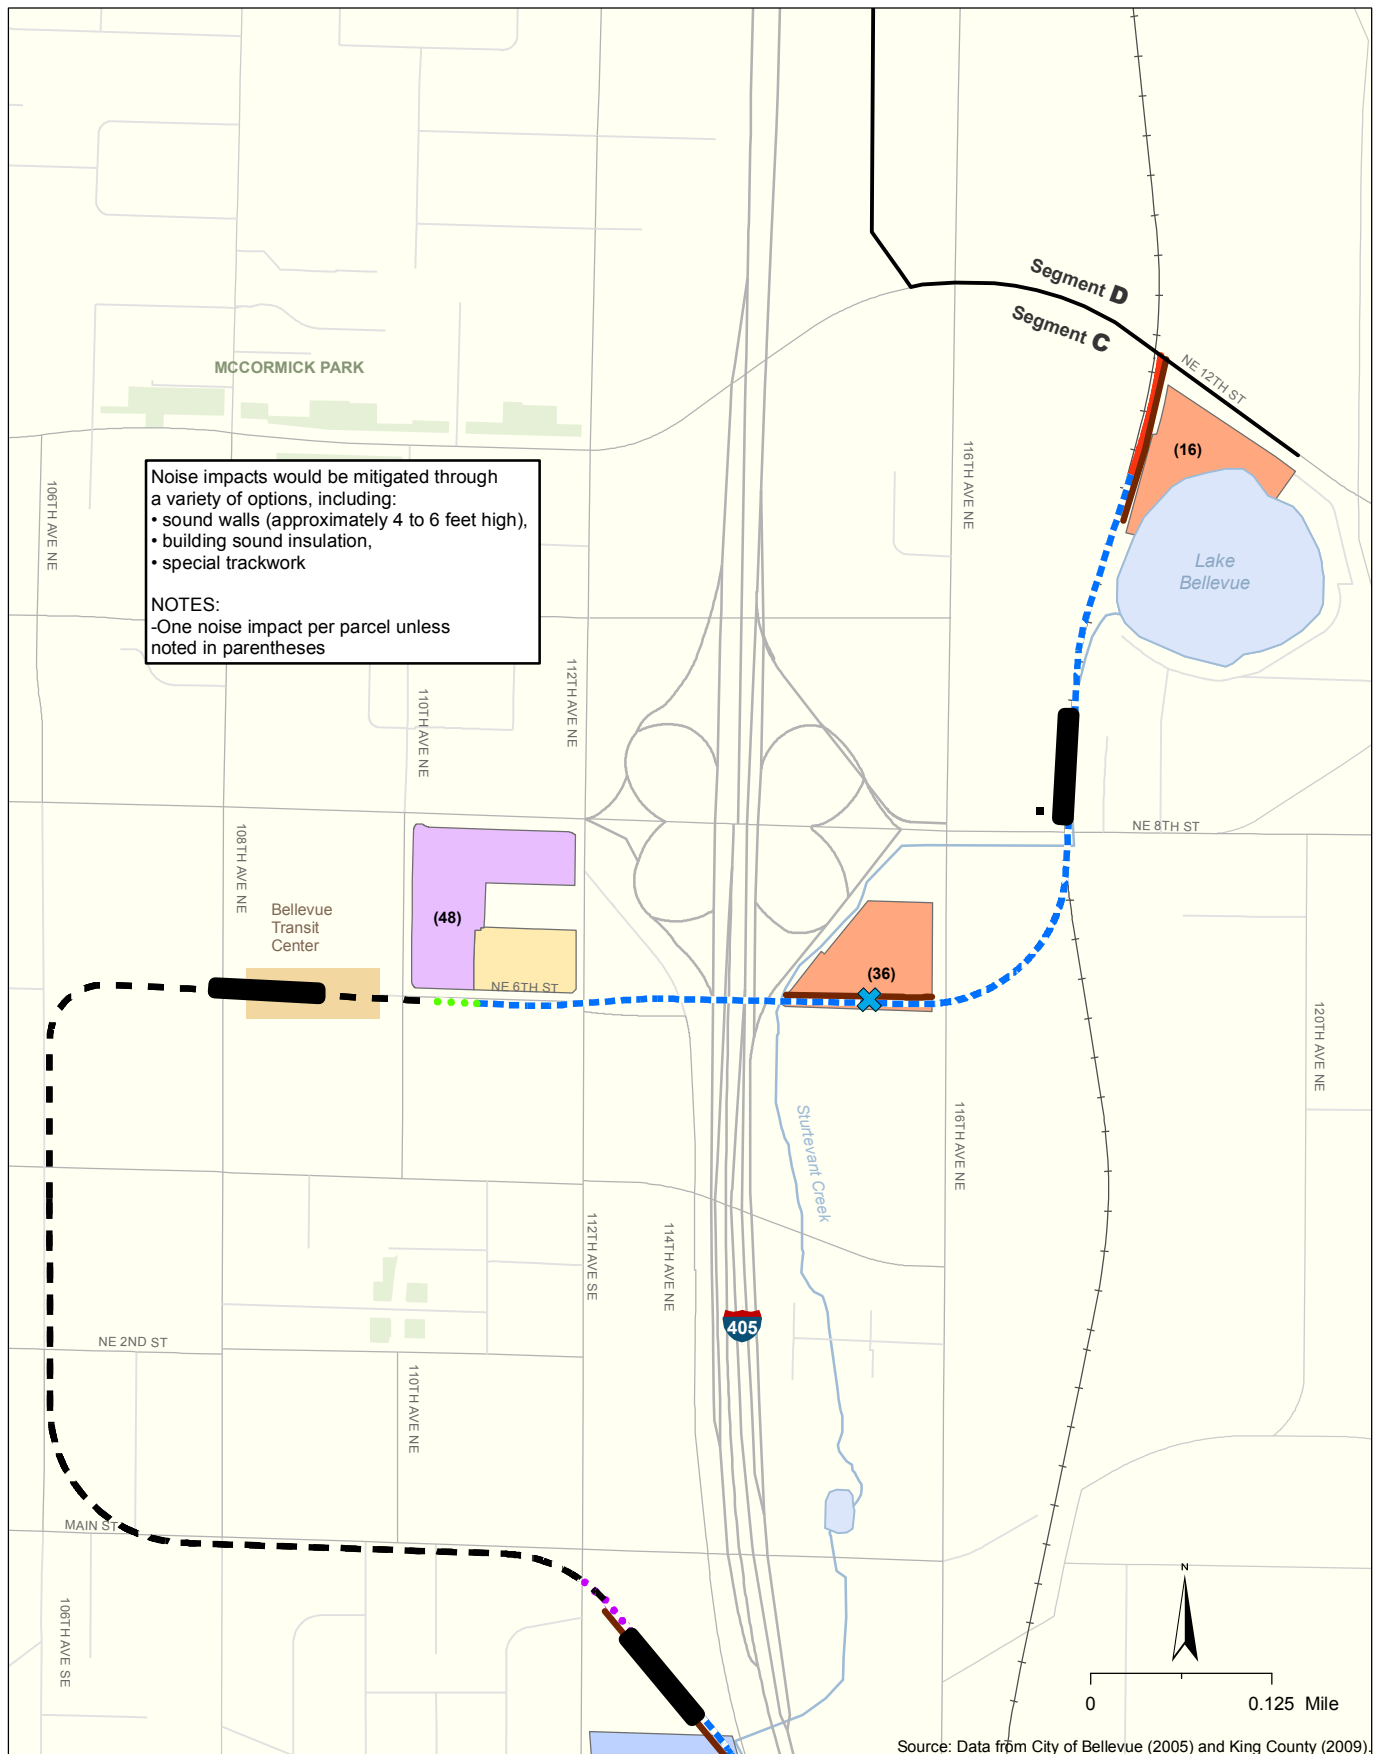 Segment D
Segment C
NE 12TH ST
MCCORMICK PARK
(16)
116TH AVE NE
106TH AVE NE
Noise impacts would be mitigated through
a variety of options, including:
• sound walls (approximately 4 to 6 feet high),
• building sound insulation,
• special trackwork
NOTES:
-One noise impact per parcel unless
noted in parentheses
Lake
Bellevue
112TH AVE NE
110TH AVE NE
NE 8TH ST
108TH AVE NE
Bellevue
Transit
Center
(48)
(36)
NE 6TH ST
120TH AVE NE
Sturtevant Creek
116TH AVE NE
112TH AVE SE
114TH AVE NE
405
NE 2ND ST
110TH AVE NE
MAIN ST
106TH AVE SE
N
0
0.125 Mile
Source: Data from City of Bellevue (2005) and King County (2009).